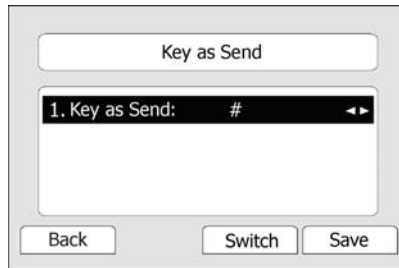 Key as Send
1. Key as Send: #
Back Switch Save